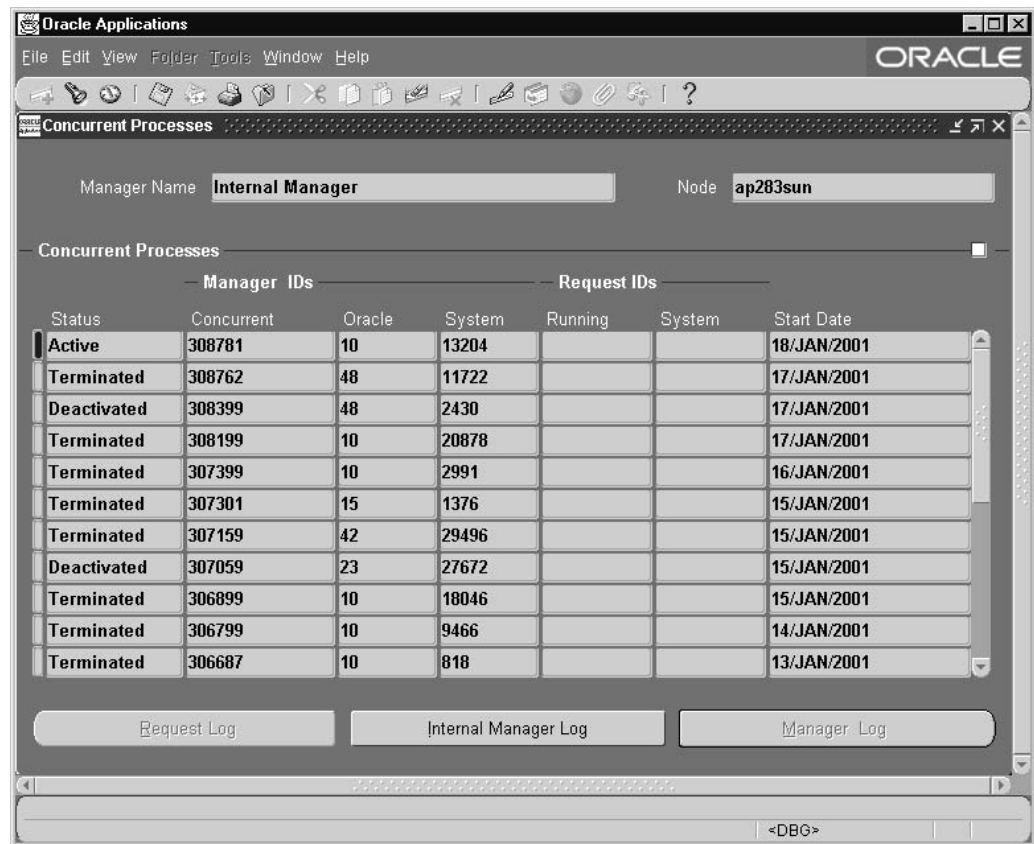 Oracle Applications
File Edit View Folder Tools Window Help
ORACLE
Concurrent Processes
Manager Name Internal Manager Node ap283sun
Concurrent Processes
Manager IDs Request IDs
Status Concurrent Oracle System Running System Start Date
Active 308781 10 13204 18/JAN/2001
Terminated 308762 48 11722 17/JAN/2001
Deactivated 308399 48 2430 17/JAN/2001
Terminated 308199 10 20878 17/JAN/2001
Terminated 307399 10 2991 16/JAN/2001
Terminated 307301 15 1376 15/JAN/2001
Terminated 307159 42 29496 15/JAN/2001
Deactivated 307059 23 27672 15/JAN/2001
Terminated 306899 10 18046 15/JAN/2001
Terminated 306799 10 9466 14/JAN/2001
Terminated 306687 10 818 13/JAN/2001
Request Log Internal Manager Log Manager Log
<DBG>